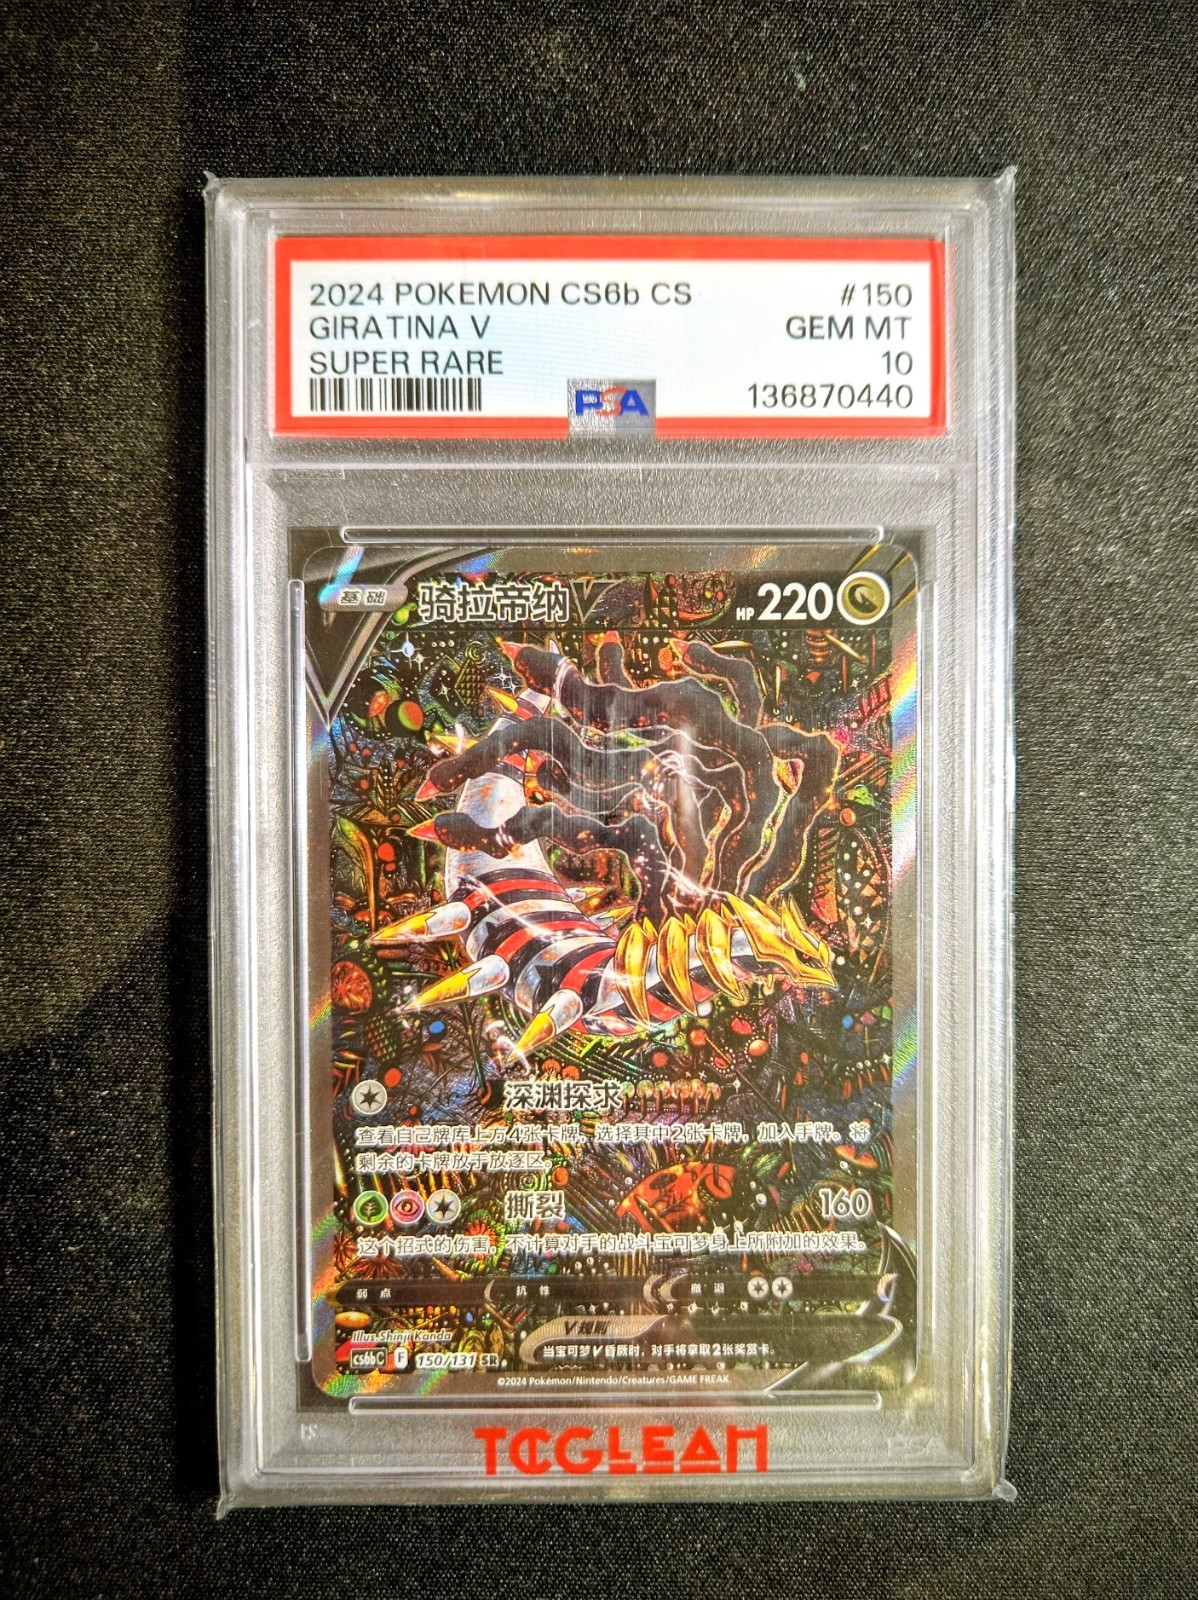 2024 POKEMON CS6b CS #150
GIRATINA V GEM MT
SUPER RARE 10
PSA 136870440
基础 骑拉帝纳V HP 220
深渊探求
查看自己牌库上方4张卡牌，选择其中2张卡牌，加入手牌。将
剩余的卡牌放于放逐区。
撕裂 160
这个招式的伤害，不计算对手的战斗宝可梦身上所附加的效果。
弱点 抗性 撤退
Illus. Shinji Kanda
V规则
当宝可梦V昏厥时，对手将拿取2张奖赏卡。
CS6bC F 150/131 SR
©2024 Pokémon/Nintendo/Creatures/GAME FREAK
PSA
TCGLEAH